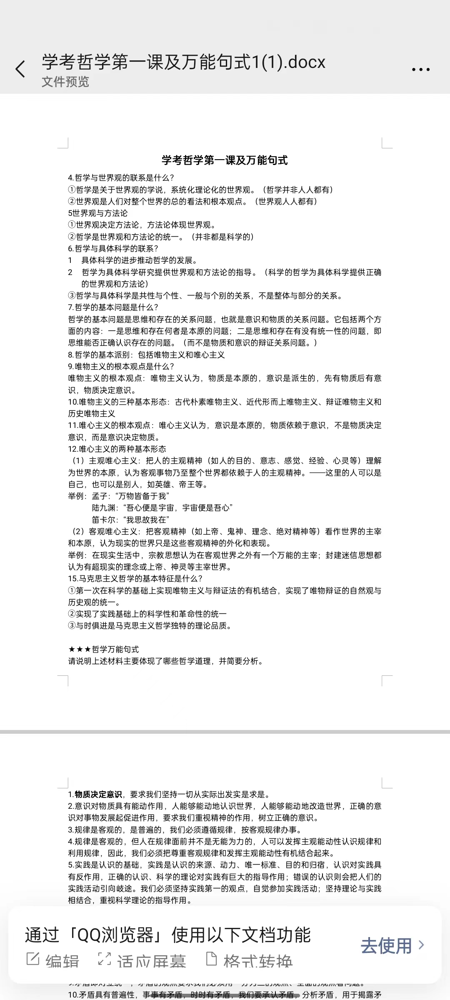 学考哲学第一课及万能句式1(1).docx
文件预览
学考哲学第一课及万能句式
4.哲学与世界观的联系是什么？
①哲学是关于世界观的学说，系统化理论化的世界观。（哲学并非人人都有）
②世界观是人们对整个世界的总的看法和根本观点。（世界观人人都有）
5世界观与方法论
①世界观决定方法论，方法论体现世界观。
②哲学是世界观和方法论的统一。（并非都是科学的）
6.哲学与具体科学的联系？
1 具体科学的进步推动哲学的发展。
2 哲学为具体科学研究提供世界观和方法论的指导。（科学的哲学为具体科学提供正确
的世界观和方法论）
③哲学与具体科学是共性与个性、一般与个别的关系，不是整体与部分的关系。
7.哲学的基本问题是什么？
哲学的基本问题是思维和存在的关系问题，也就是意识和物质的关系问题。它包括两个方
面的内容：一是思维和存在何者是本原的问题；二是思维和存在有没有统一性的问题，即
思维能否正确认识存在的问题。（而不是物质和意识的辩证关系问题。）
8.哲学的基本派别：包括唯物主义和唯心主义
9.唯物主义的根本观点是什么？
唯物主义的根本观点：唯物主义认为，物质是本原的，意识是派生的，先有物质后有意
识，物质决定意识。
10.唯物主义的三种基本形态：古代朴素唯物主义、近代形而上唯物主义、辩证唯物主义和
历史唯物主义
11.唯心主义的根本观点：唯心主义认为，意识是本原的，物质依赖于意识，不是物质决定
意识，而是意识决定物质。
12.唯心主义的两种基本形态
（1）主观唯心主义：把人的主观精神（如人的目的、意志、感觉、经验、心灵等）理解
为世界的本原，认为客观事物乃至整个世界都依赖于人的主观精神。——这里的人可以是
自己，也可以是别人，如英雄、帝王等。
举例：孟子：“万物皆备于我”
陆九渊：“吾心便是宇宙，宇宙便是吾心”
笛卡尔：“我思故我在”
（2）客观唯心主义：把客观精神（如上帝、鬼神、理念、绝对精神等）看作世界的主宰
和本原，认为现实的世界只是这些客观精神的外化和表现。
举例：在现实生活中，宗教思想认为在客观世界之外有一个万能的主宰；封建迷信思想都
认为有超现实的理念或上帝、神灵等主宰世界。
15.马克思主义哲学的基本特征是什么？
①第一次在科学的基础上实现唯物主义与辩证法的有机结合，实现了唯物辩证的自然观与
历史观的统一。
②实现了实践基础上的科学性和革命性的统一
③与时俱进是马克思主义哲学独特的理论品质。
★★★哲学万能句式
请说明上述材料主要体现了哪些哲学道理，并简要分析。
1.物质决定意识，要求我们坚持一切从实际出发实是求是。
2.意识对物质具有能动作用，人能够能动地认识世界，人能够能动地改造世界，正确的意
识对事物发展起促进作用，要求我们重视精神的作用，树立正确的意识。
3.规律是客观的，是普遍的，我们必须遵循规律，按客观规律办事。
4.规律是客观的，但人在规律面前并不是无能为力的，人可以发挥主观能动性认识规律和
利用规律，因此，我们必须把尊重客观规律和发挥主观能动性有机结合起来。
5.实践是认识的基础，实践是认识的来源、动力、唯一标准、目的和归宿，认识对实践具
有反作用，正确的认识、科学的理论对实践有巨大的指导作用；错误的认识则会把人们的
实践活动引向岐途。我们必须坚持实践第一的观点，自觉参加实践活动；坚持理论与实践
相结合，重视科学理论的指导作用。
通过「QQ浏览器」使用以下文档功能
去使用
编辑 适应屏幕 格式转换
10.矛盾具有普遍性，事事有矛盾，时时有矛盾，我们要承认矛盾，分析矛盾，用于揭露矛